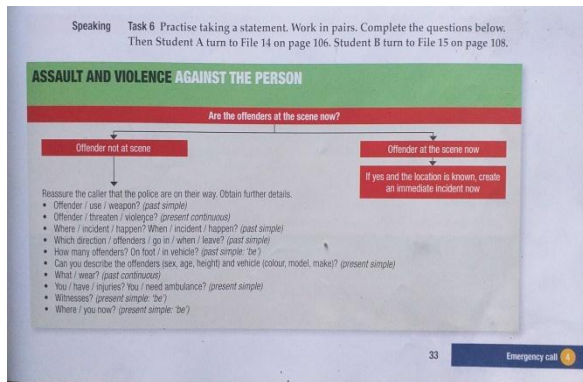 Speaking Task 6 Practise taking a statement. Work in pairs. Complete the questions below.
Then Student A turn to File 14 on page 106. Student B turn to File 15 on page 108.
ASSAULT AND VIOLENCE AGAINST THE PERSON
Are the offenders at the scene now?
Offender not at scene
Offender at the scene now
If yes and the location is known, create
an immediate incident now
Reassure the caller that the police are on their way. Obtain further details.
• Offender / use / weapon? (past simple)
• Offender / threaten / violence? (present continuous)
• Where / incident / happen? When / incident / happen? (past simple)
• Which direction / offenders / go in / when / leave? (past simple)
• How many offenders? On foot / in vehicle? (past simple: 'be')
• Can you describe the offenders (sex, age, height) and vehicle (colour, model, make)? (present simple)
• What / wear? (past continuous)
• You / have / injuries? You / need ambulance? (present simple)
• Witnesses? (present simple: 'be')
• Where / you now? (present simple: 'be')
33 Emergency call 4